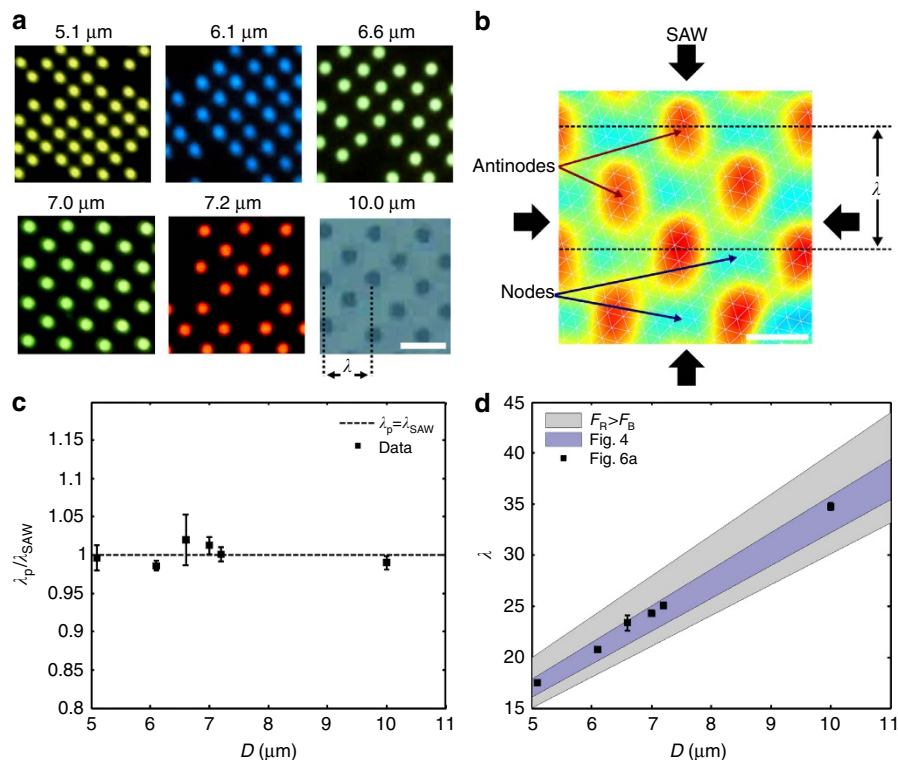 a
5.1 μm 6.1 μm 6.6 μm
7.0 μm 7.2 μm 10.0 μm
λ
b
SAW
Antinodes
λ
Nodes
c
1.15
1.1
1.05
1
0.95
0.9
0.85
0.8
λp/λSAW
λp=λSAW
Data
5 6 7 8 9 10 11
D (μm)
d
45
40
35
30
25
20
15
λ
FR>FB
Fig. 4
Fig. 6a
5 6 7 8 9 10 11
D (μm)